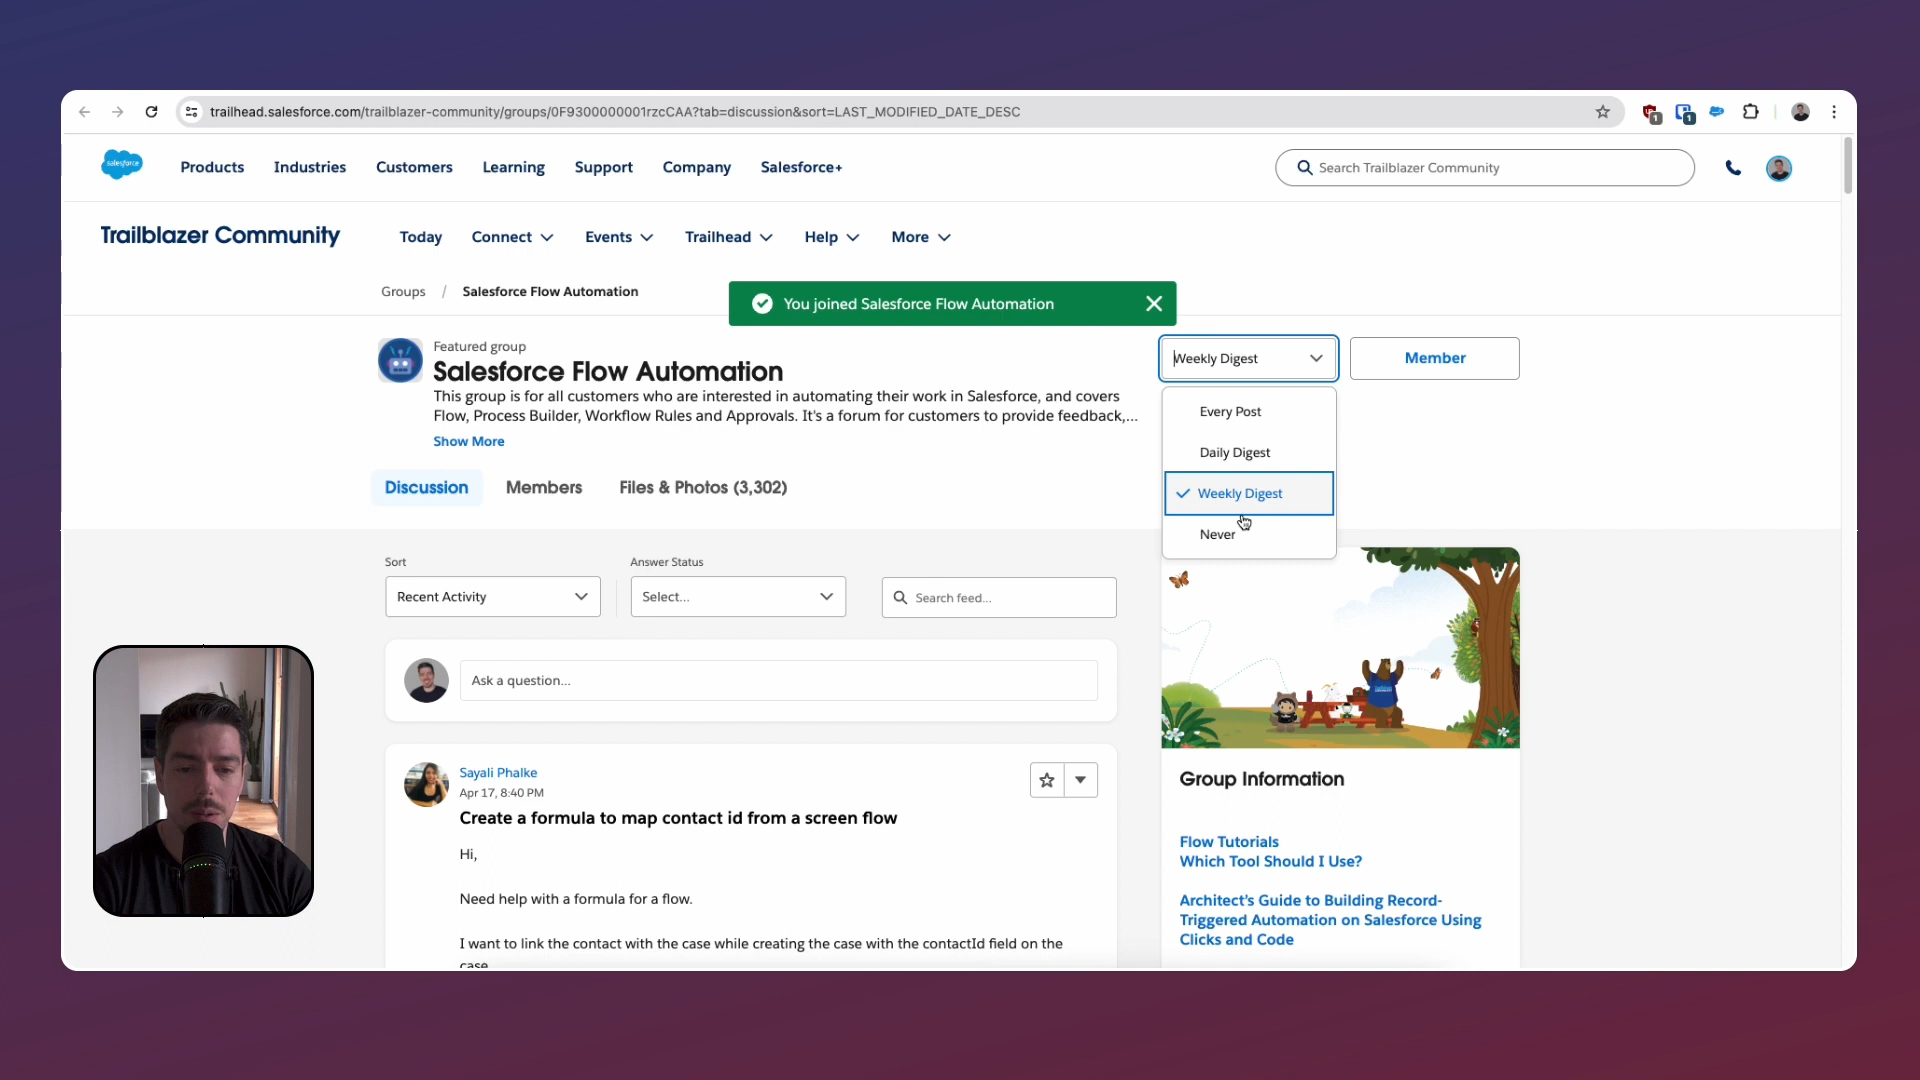 trailhead.salesforce.com/trailblazer-community/groups/0F9300000001rzcCAA?tab=discussion&sort=LAST_MODIFIED_DATE_DESC
1
1
salesforce
Products
Industries
Customers
Learning
Support
Company
Salesforce+
Search Trailblazer Community
Trailblazer Community
Today
Connect
Events
Trailhead
Help
More
Groups / Salesforce Flow Automation
You joined Salesforce Flow Automation
Featured group
Salesforce Flow Automation
This group is for all customers who are interested in automating their work in Salesforce, and covers
Flow, Process Builder, Workflow Rules and Approvals. It's a forum for customers to provide feedback,...
Show More
Weekly Digest
Member
Every Post
Daily Digest
Weekly Digest
Never
Discussion
Members
Files & Photos (3,302)
Sort
Recent Activity
Answer Status
Select...
Search feed...
Ask a question...
Sayali Phalke
Apr 17, 8:40 PM
Create a formula to map contact id from a screen flow
Hi,
Need help with a formula for a flow.
I want to link the contact with the case while creating the case with the contactId field on the
case
Group Information
Flow Tutorials
Which Tool Should I Use?
Architect's Guide to Building Record-
Triggered Automation on Salesforce Using
Clicks and Code